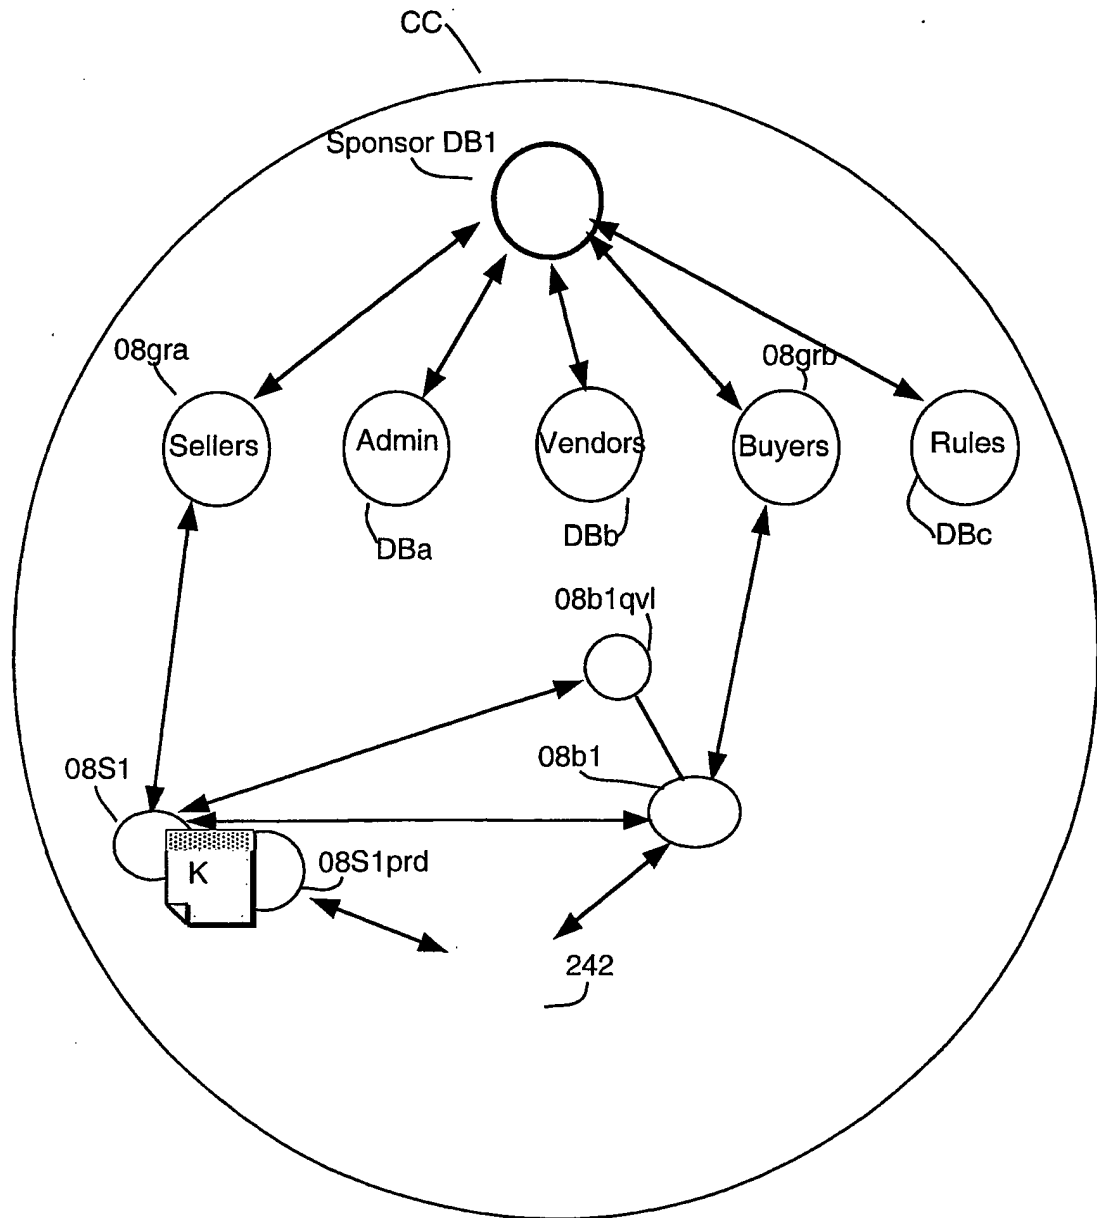 CC
Sponsor DB1
08gra
08grb
Sellers
Admin
Vendors
Buyers
Rules
DBa
DBb
DBc
08b1qvl
08b1
08S1
K
08S1prd
242